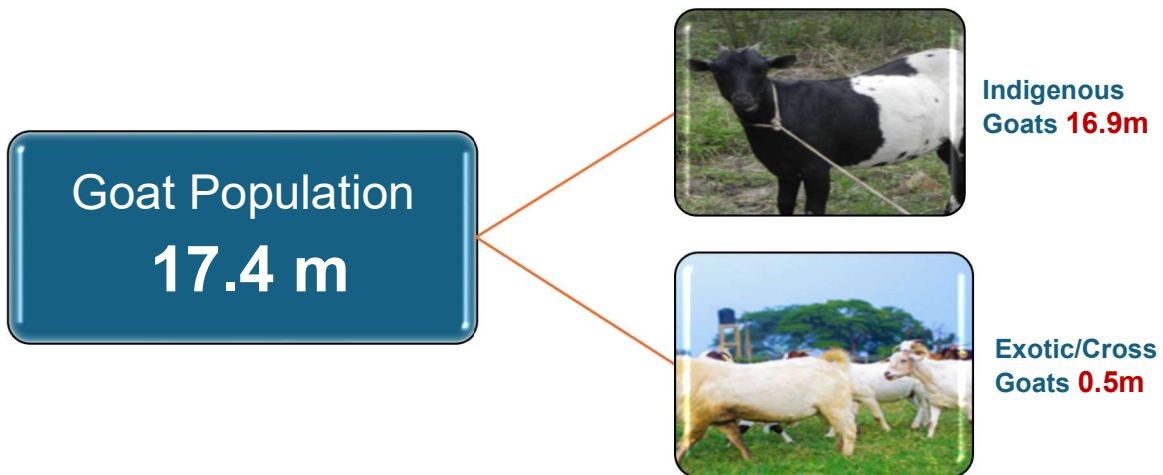 Goat Population
17.4 m
Indigenous
Goats 16.9m
Exotic/Cross
Goats 0.5m